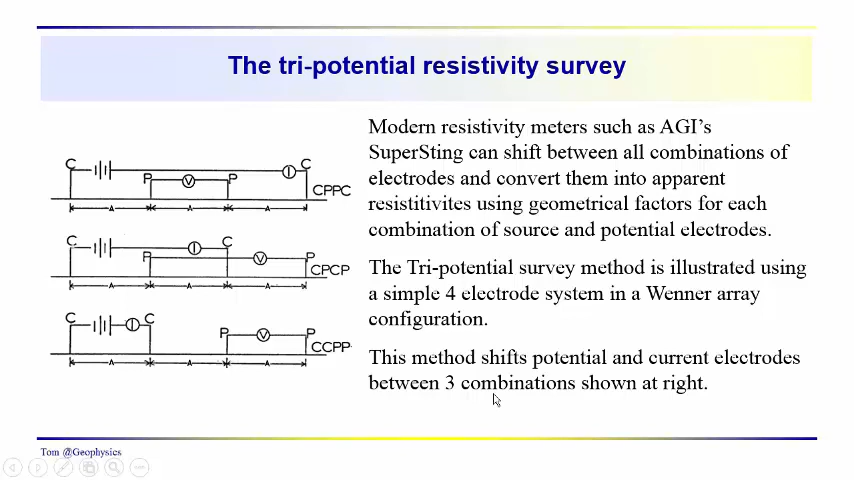 The tri-potential resistivity survey
C C
P V P
I
CPPC
A A A
C I C
P V P
CPCP
A A A
C I C P V P
CCPP
A A A
Modern resistivity meters such as AGI's
SuperSting can shift between all combinations of
electrodes and convert them into apparent
resistitivites using geometrical factors for each
combination of source and potential electrodes.
The Tri-potential survey method is illustrated using
a simple 4 electrode system in a Wenner array
configuration.
This method shifts potential and current electrodes
between 3 combinations shown at right.
Tom @Geophysics